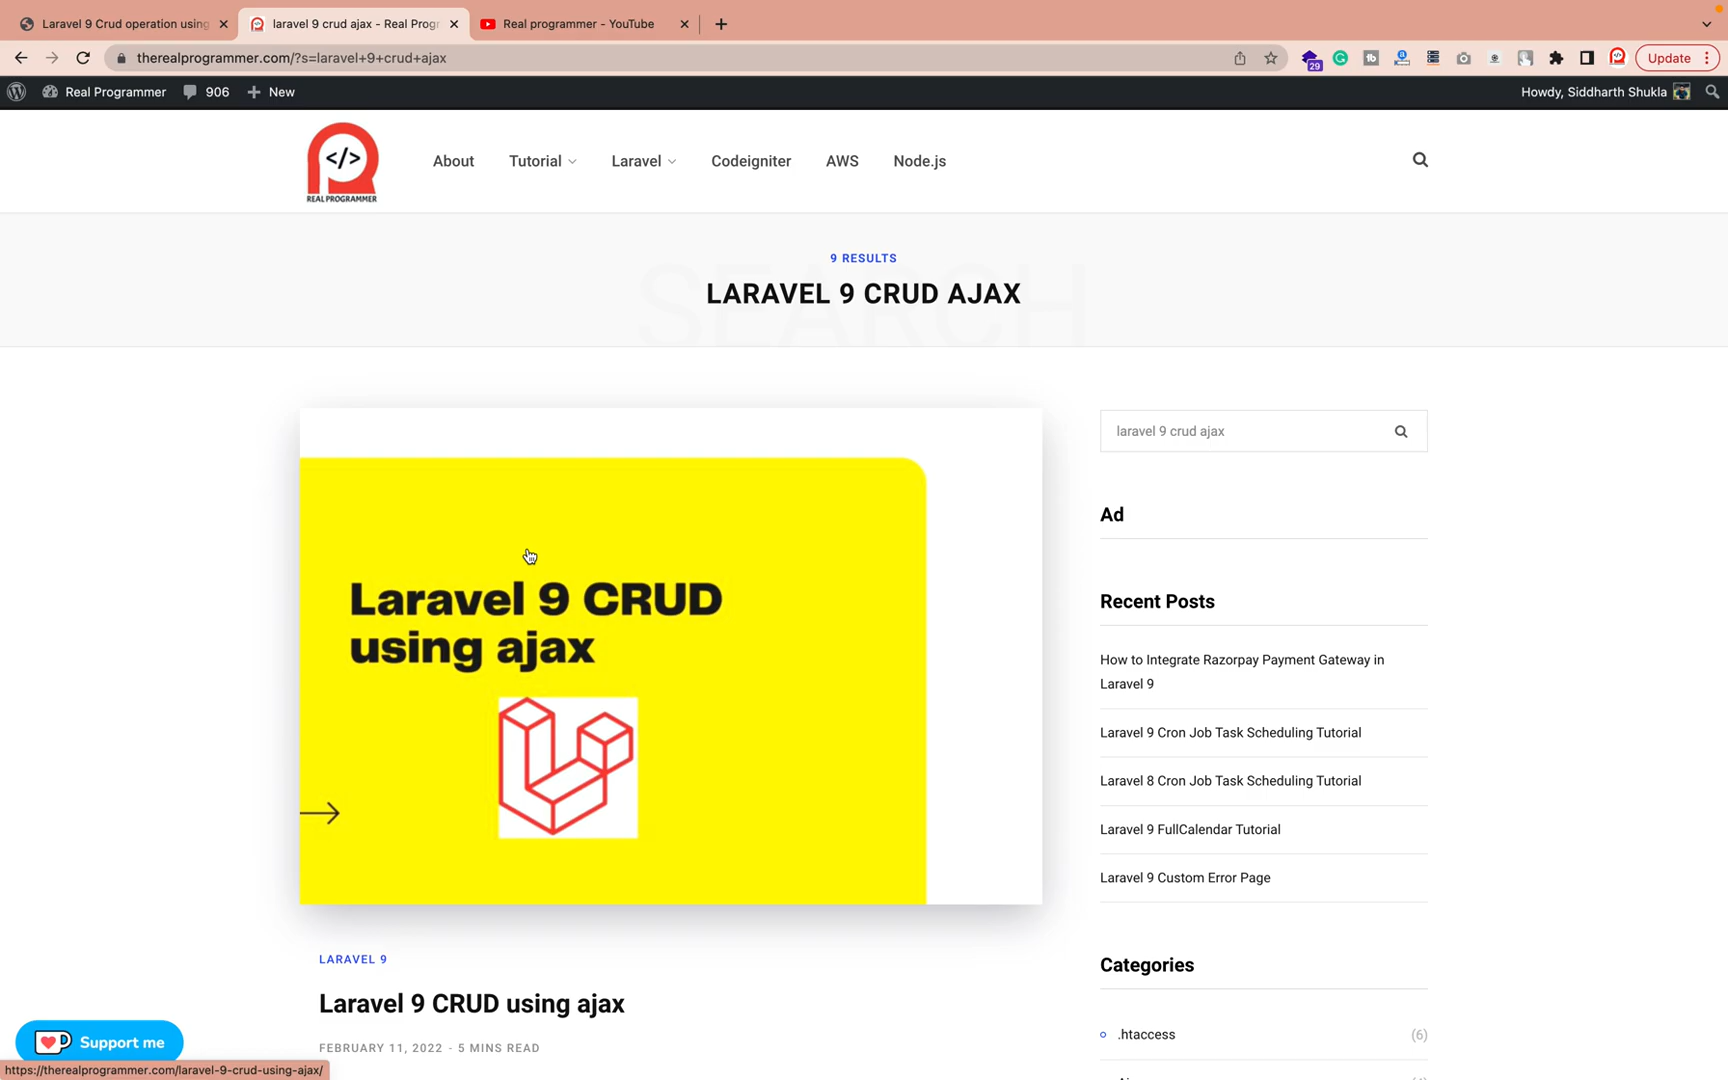 Laravel 9 Crud operation using
laravel 9 crud ajax - Real Progr
Real programmer - YouTube
therealprogrammer.com/?s=laravel+9+crud+ajax
29
Update
Real Programmer
906
New
Howdy, Siddharth Shukla
</>
REAL PROGRAMMER
About
Tutorial
Laravel
Codeigniter
AWS
Node.js
9 RESULTS
SEARCH
LARAVEL 9 CRUD AJAX
Laravel 9 CRUD
using ajax
LARAVEL 9
Laravel 9 CRUD using ajax
FEBRUARY 11, 2022 - 5 MINS READ
laravel 9 crud ajax
Ad
Recent Posts
How to Integrate Razorpay Payment Gateway in
Laravel 9
Laravel 9 Cron Job Task Scheduling Tutorial
Laravel 8 Cron Job Task Scheduling Tutorial
Laravel 9 FullCalendar Tutorial
Laravel 9 Custom Error Page
Categories
.htaccess
(6)
Support me
https://therealprogrammer.com/laravel-9-crud-using-ajax/